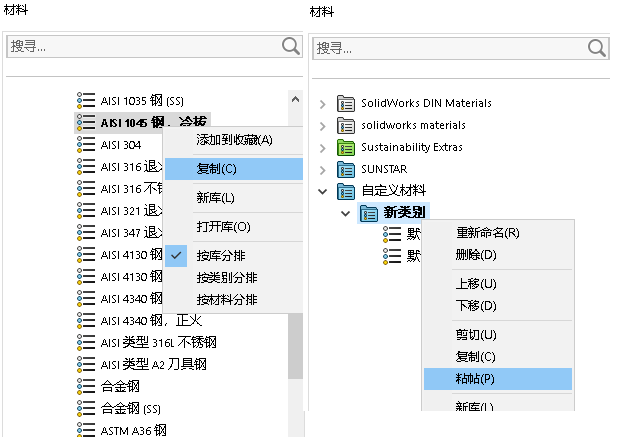 材料
搜寻...
AISI 1035 钢 (SS)
AISI 1045 钢，冷拔
AISI 304
AISI 316 退火
AISI 316 不锈
AISI 321 退火
AISI 347 退火
AISI 4130 钢
AISI 4130 钢
AISI 4340 钢
AISI 4340 钢，正火
AISI 类型 316L 不锈钢
AISI 类型 A2 刀具钢
合金钢
合金钢 (SS)
ASTM A36 钢
添加到收藏(A)
复制(C)
新库(L)
打开库(O)
按库分排
按类别分排
按材料分排
材料
搜寻...
SolidWorks DIN Materials
solidworks materials
Sustainability Extras
SUNSTAR
自定义材料
新类别
默
默
重新命名(R)
删除(D)
上移(U)
下移(D)
剪切(U)
复制(C)
粘帖(P)
新库(L)